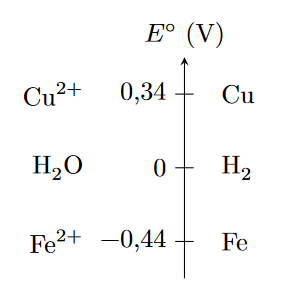 E° (V)
Cu²⁺ 0,34 Cu
H₂O 0 H₂
Fe²⁺ −0,44 Fe